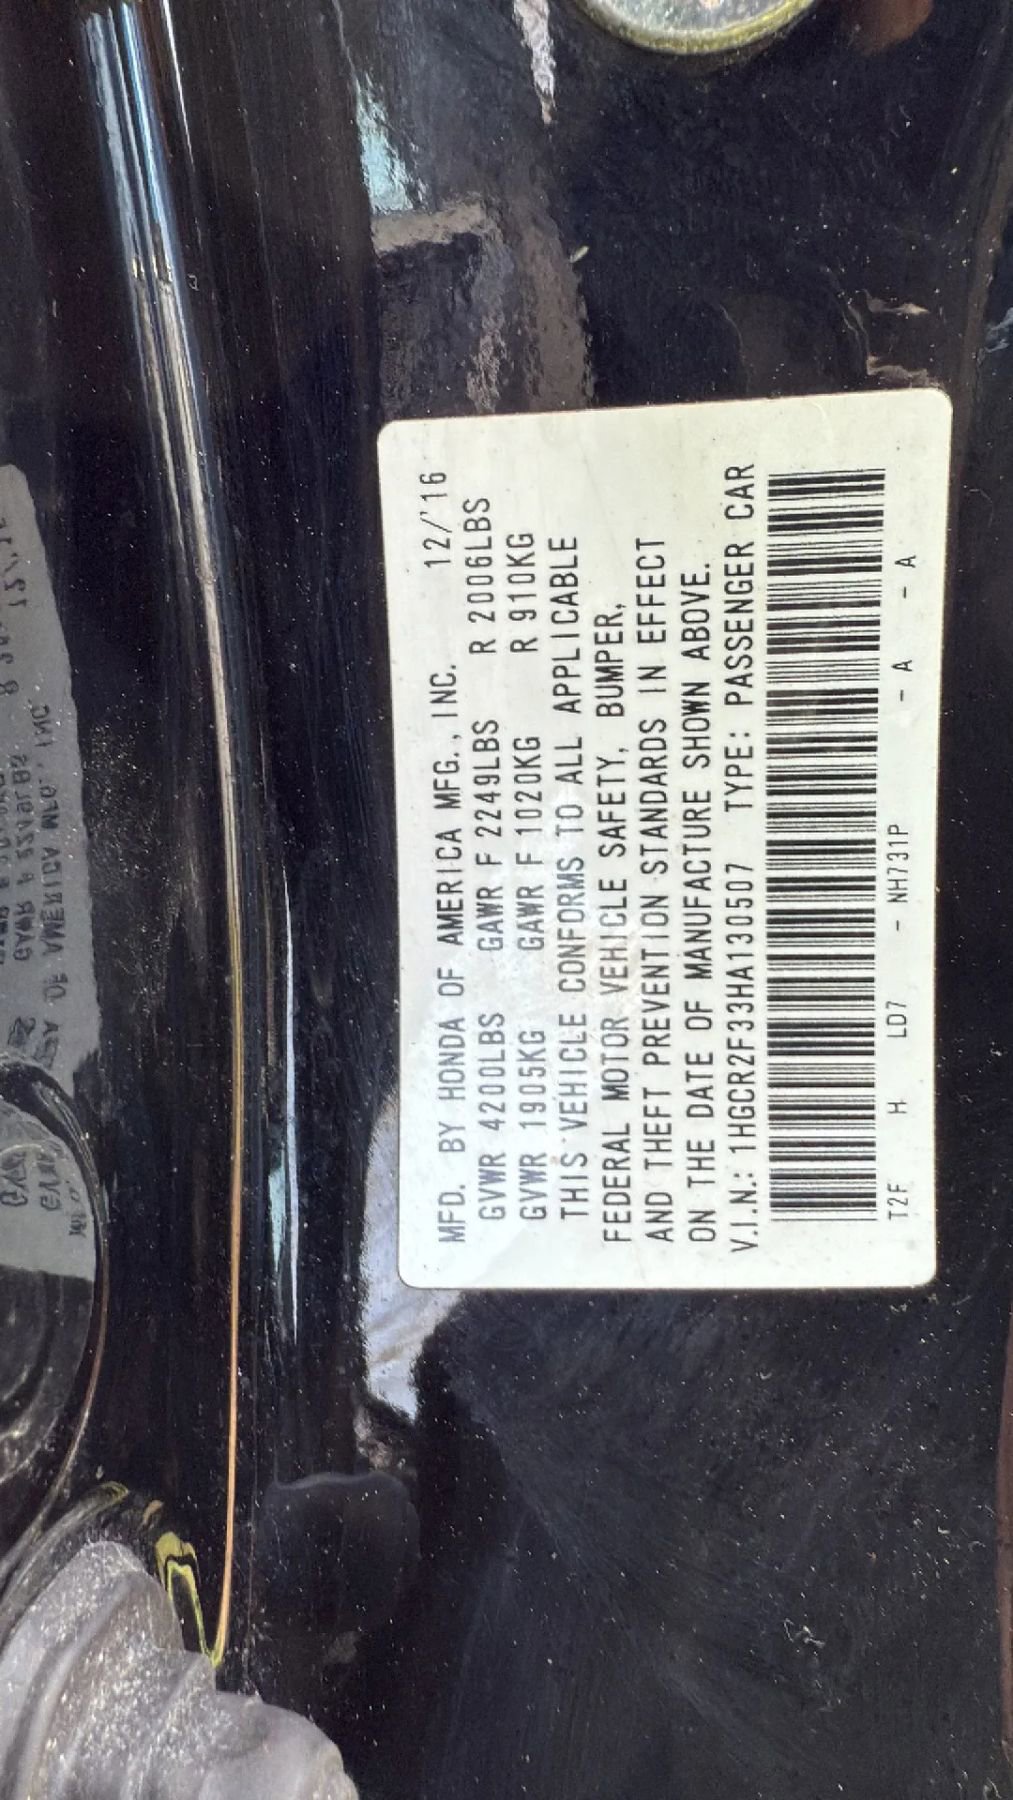 MFD. BY HONDA OF AMERICA MFG.,INC. 12/'16
GVWR 4200LBS GAWR F 2249LBS R 2006LBS
GVWR 1905KG GAWR F 1020KG R 910KG
THIS VEHICLE CONFORMS TO ALL APPLICABLE
FEDERAL MOTOR VEHICLE SAFETY, BUMPER,
AND THEFT PREVENTION STANDARDS IN EFFECT
ON THE DATE OF MANUFACTURE SHOWN ABOVE.
V.I.N.: 1HGCR2F33HA130507 TYPE: PASSENGER CAR
T2F H LD7 - NH731P - A - A
OF AMERICA